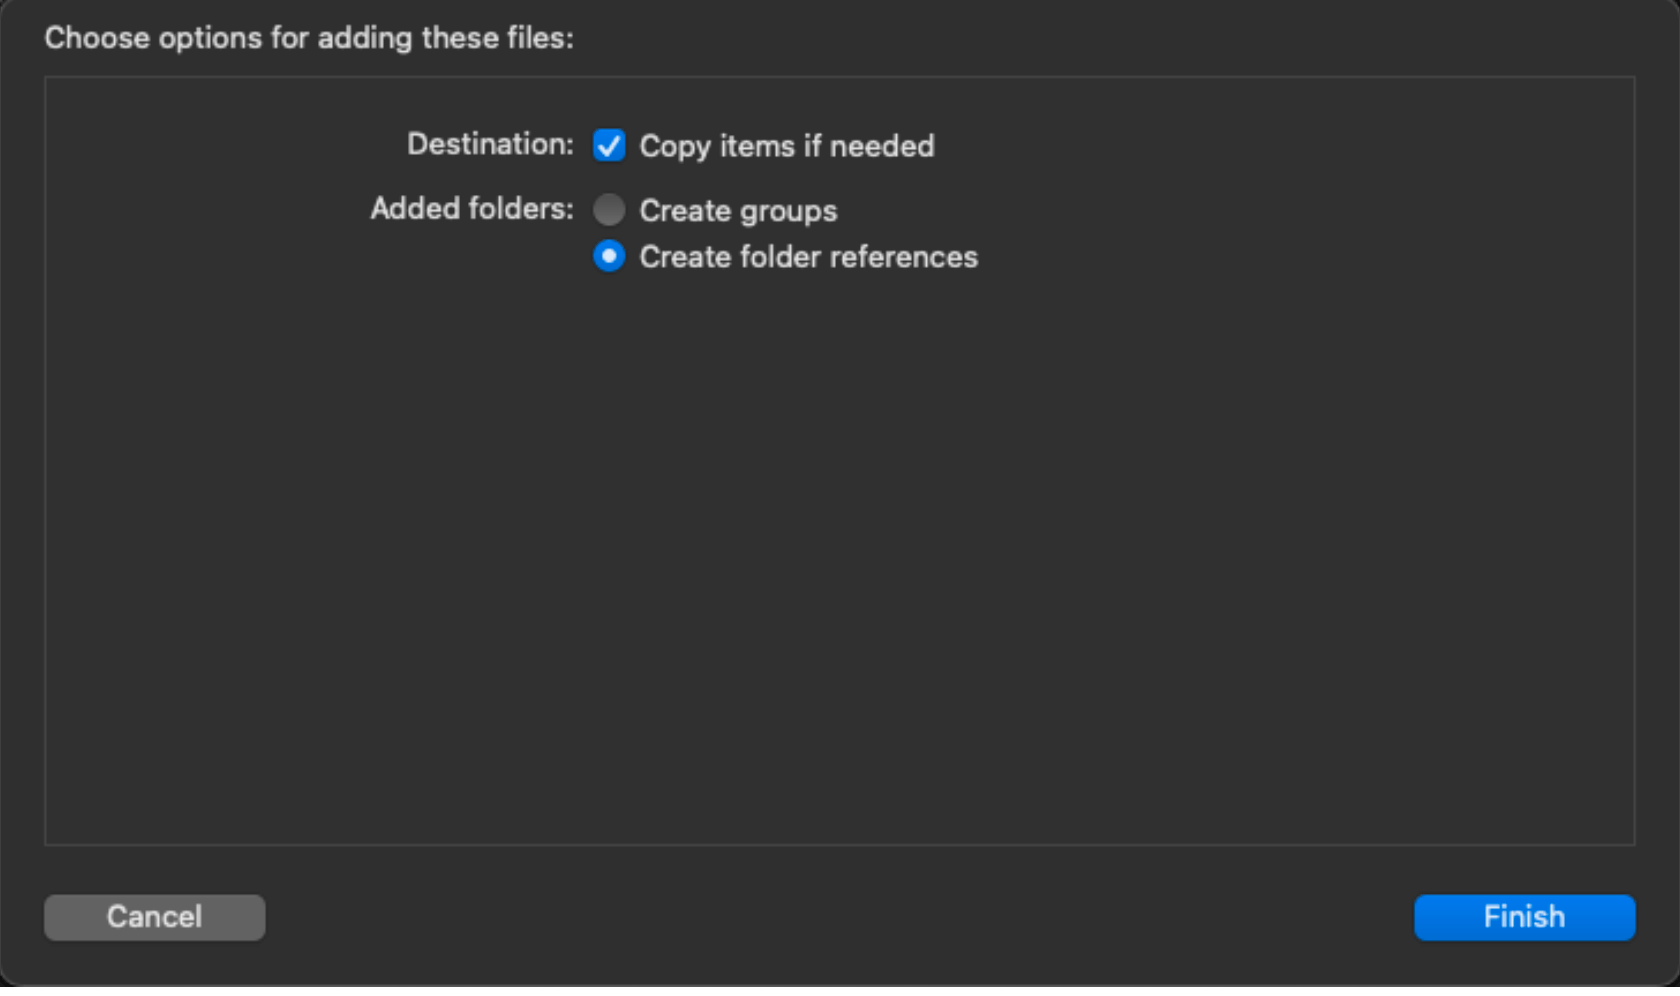 Choose options for adding these files:
Destination: Copy items if needed
Added folders: Create groups
Create folder references
Cancel Finish